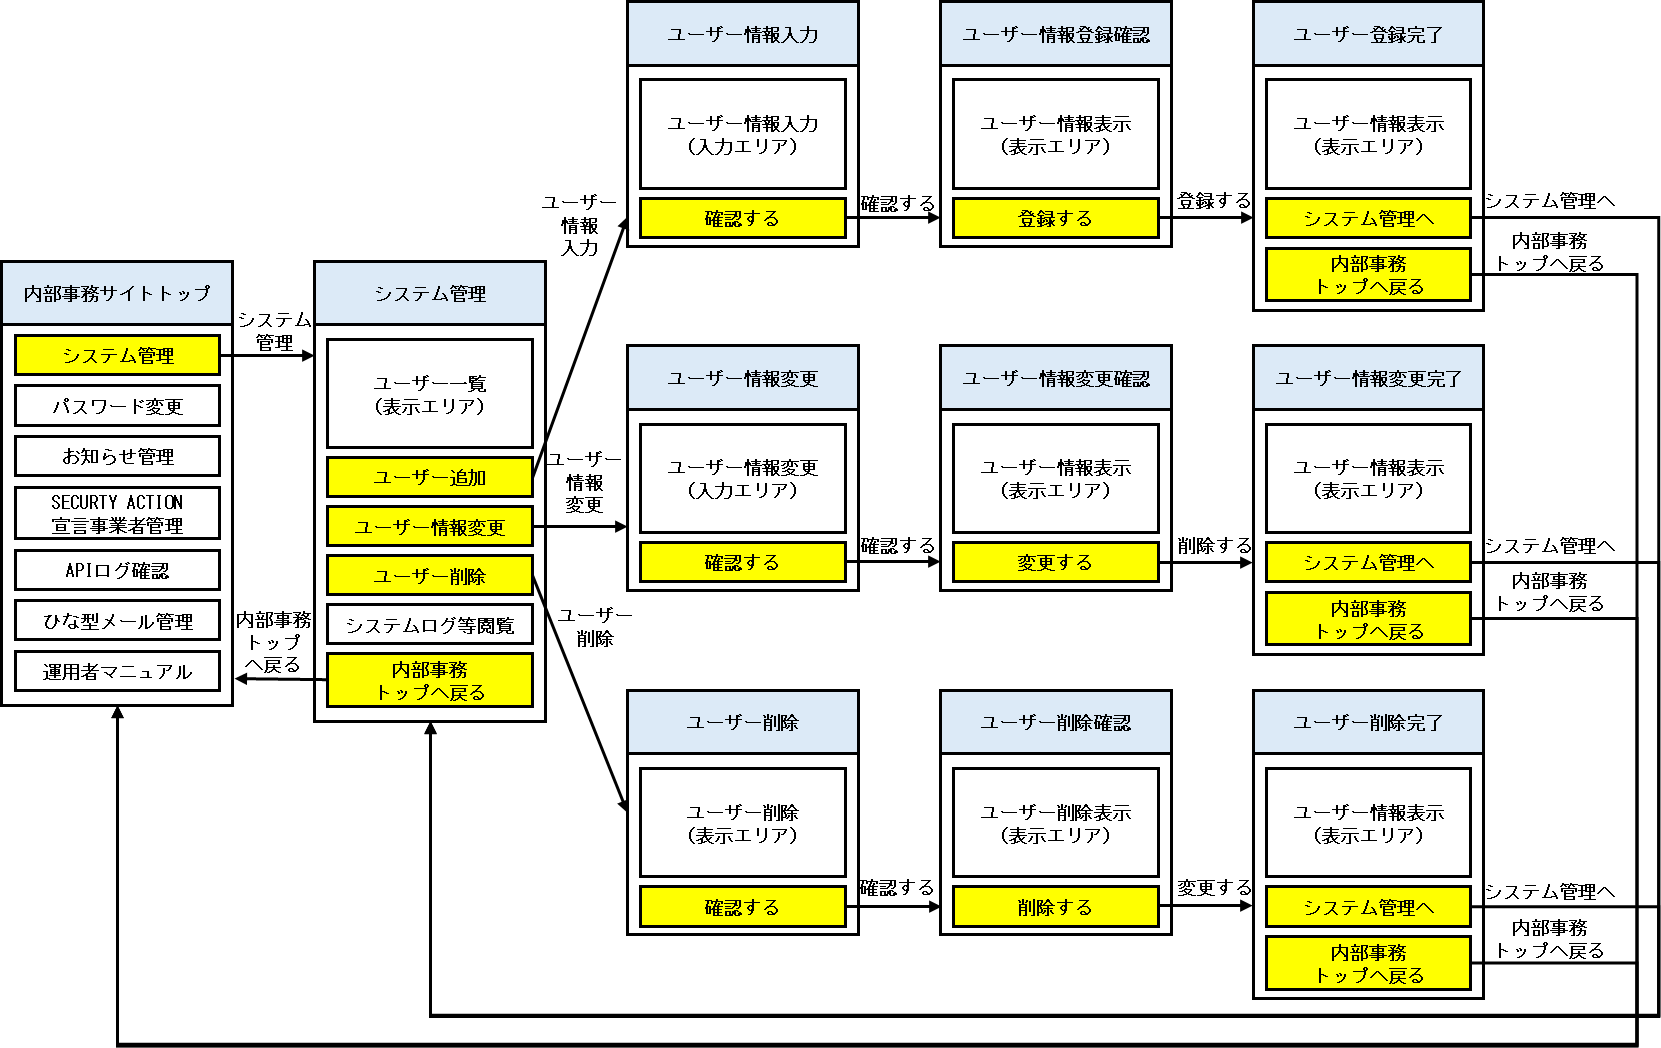 内部事務サイトトップ
システム管理
パスワード変更
お知らせ管理
SECURTY ACTION
宣言事業者管理
APIログ確認
ひな型メール管理
運用者マニュアル
システム
管理
内部事務
トップ
へ戻る
システム管理
ユーザー一覧
（表示エリア）
ユーザー追加
ユーザー情報変更
ユーザー削除
システムログ等閲覧
内部事務
トップへ戻る
ユーザー
情報
入力
ユーザー
情報
変更
ユーザー
削除
ユーザー情報入力
ユーザー情報入力
（入力エリア）
確認する
確認する
ユーザー情報登録確認
ユーザー情報表示
（表示エリア）
登録する
登録する
ユーザー登録完了
ユーザー情報表示
（表示エリア）
システム管理へ
内部事務
トップへ戻る
システム管理へ
内部事務
トップへ戻る
ユーザー情報変更
ユーザー情報変更
（入力エリア）
確認する
確認する
ユーザー情報変更確認
ユーザー情報表示
（表示エリア）
変更する
削除する
ユーザー情報変更完了
ユーザー情報表示
（表示エリア）
システム管理へ
内部事務
トップへ戻る
システム管理へ
内部事務
トップへ戻る
ユーザー削除
ユーザー削除
（表示エリア）
確認する
確認する
ユーザー削除確認
ユーザー削除表示
（表示エリア）
削除する
変更する
ユーザー削除完了
ユーザー情報表示
（表示エリア）
システム管理へ
内部事務
トップへ戻る
システム管理へ
内部事務
トップへ戻る